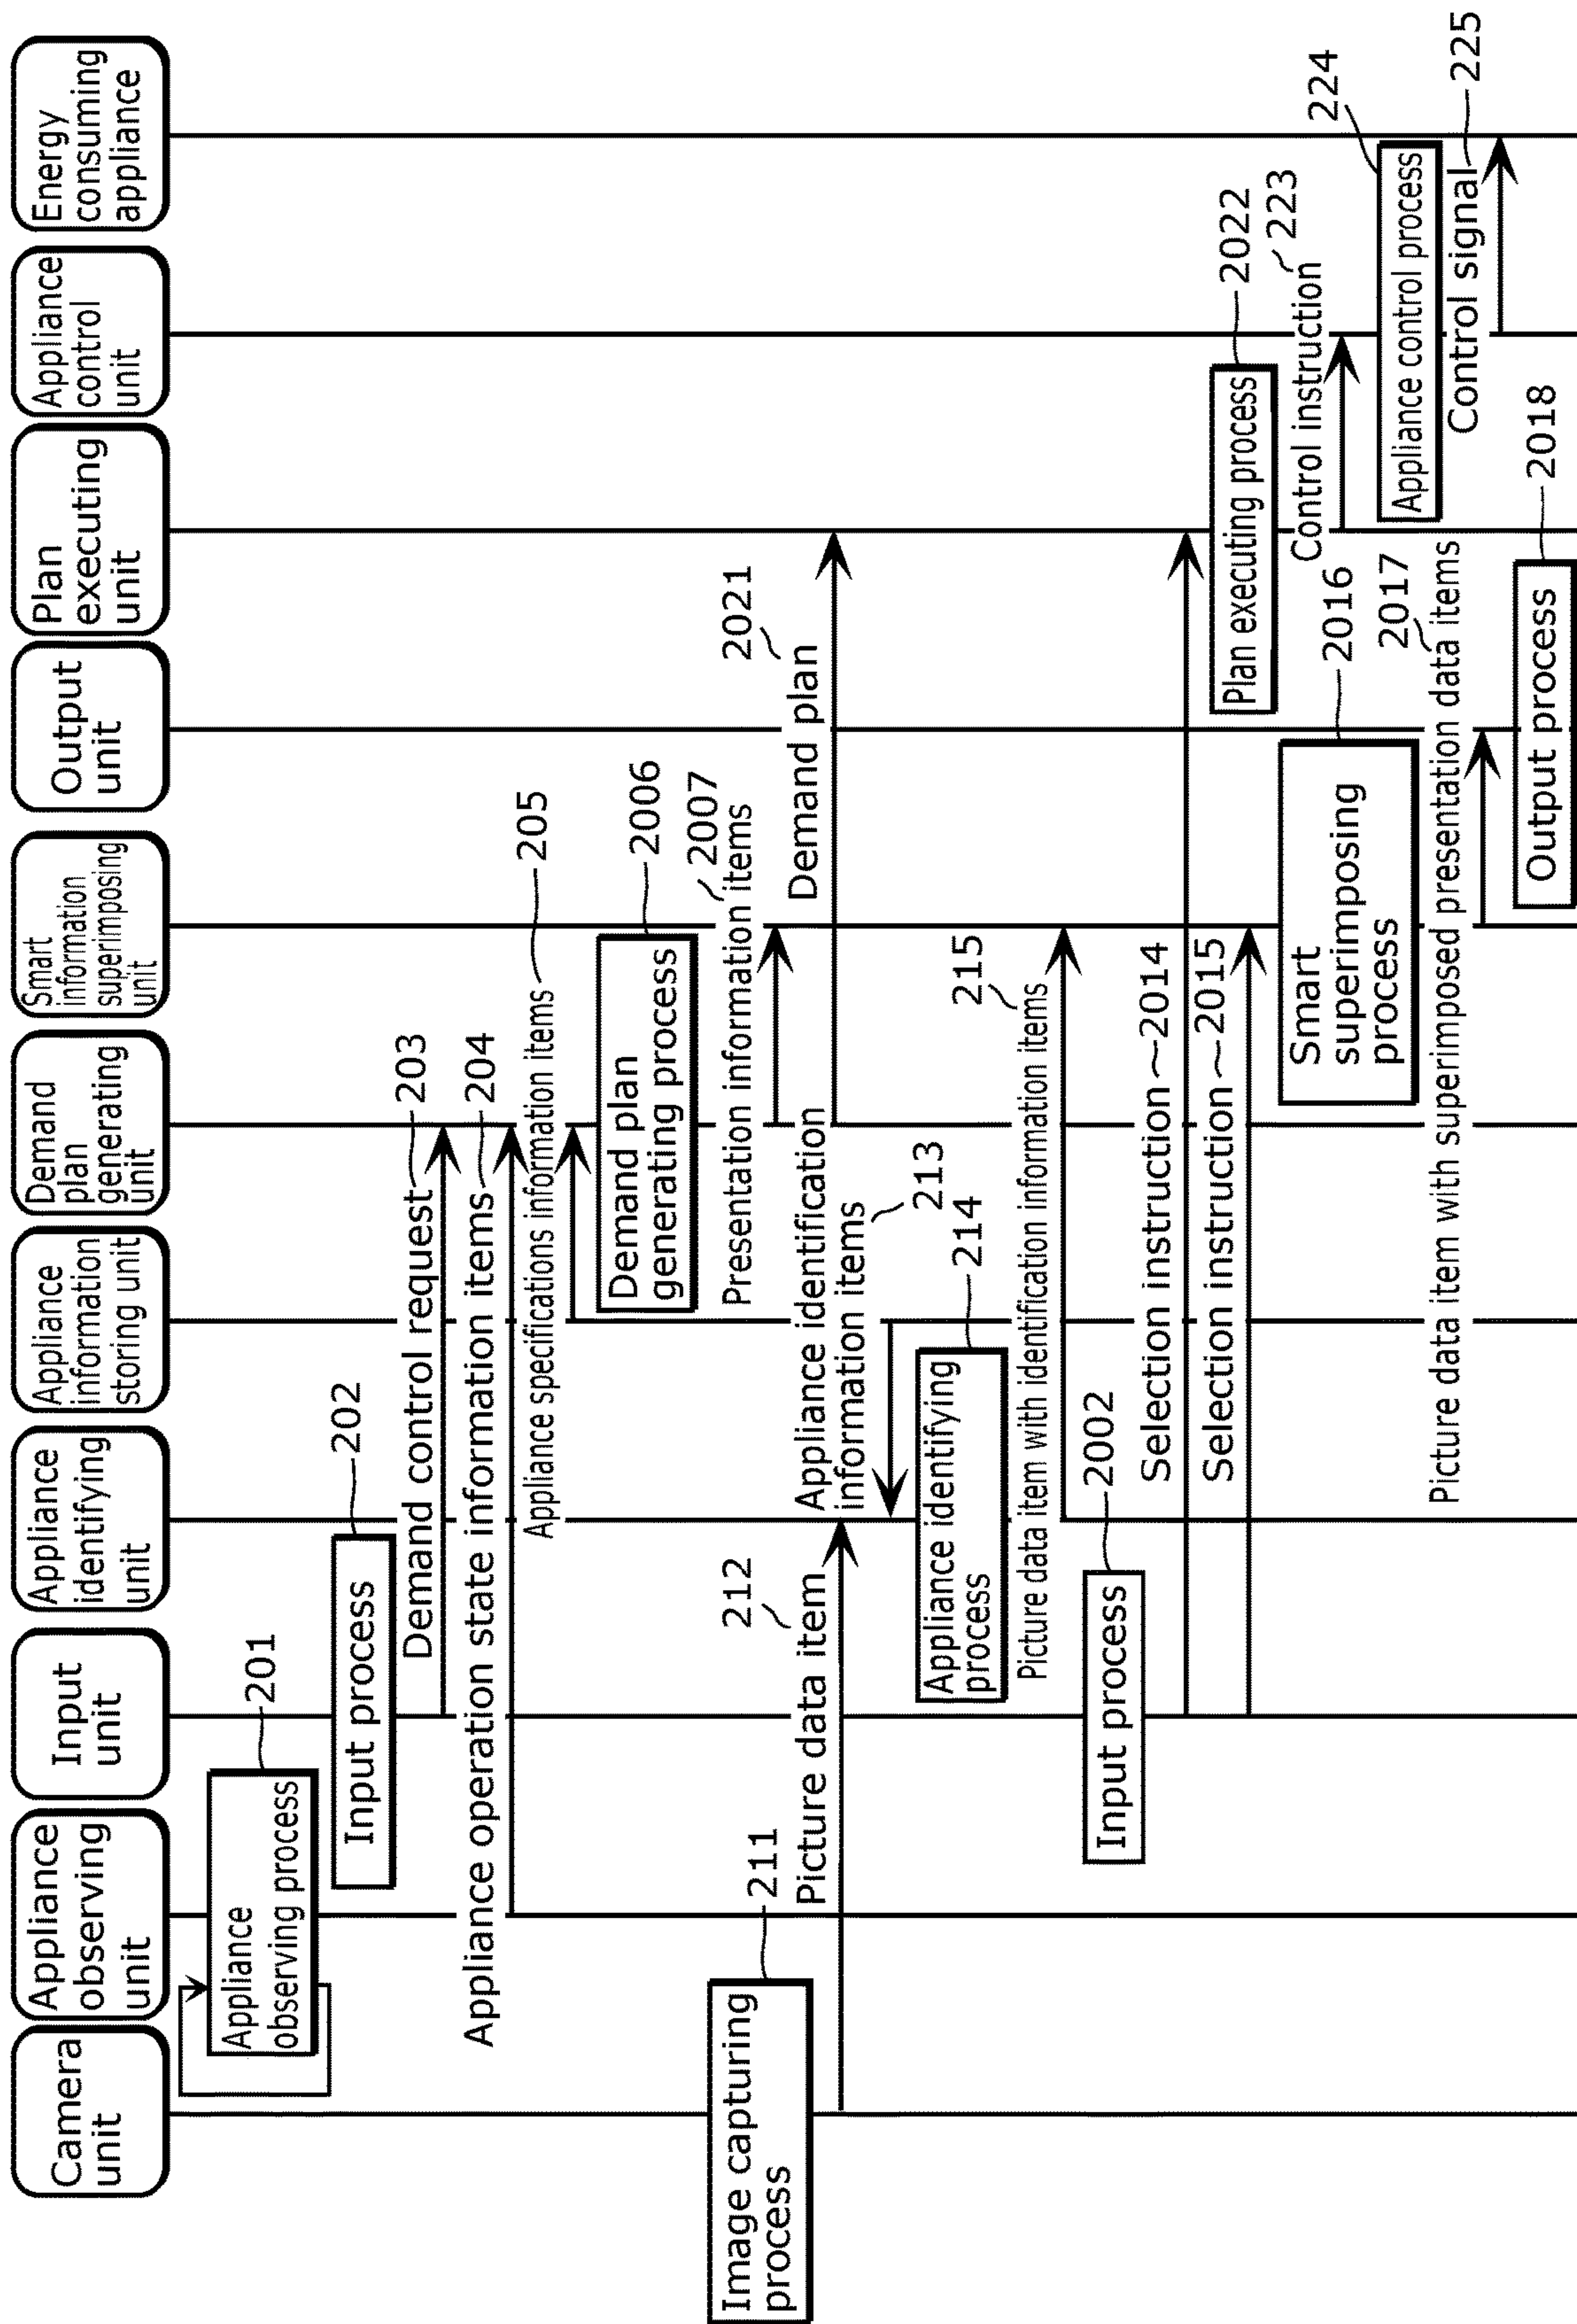 Camera
unit
Appliance
observing
unit
Input
unit
Appliance
identifying
unit
Appliance
information
storing unit
Demand
plan
generating
unit
Smart
information
superimposing
unit
Output
unit
Plan
executing
unit
Appliance
control
unit
Energy
consuming
appliance
Appliance
observing process
201
Input process
202
Demand control request
203
Appliance operation state information items
204
Appliance specifications information items
205
Demand plan
generating process
2006
Presentation information items
2007
Image capturing
process
211
Picture data item
212
Demand plan
2021
Appliance identification
information items
213
Appliance identifying
process
214
Picture data item with identification information items
215
Input process
2002
Selection instruction
2014
Selection instruction
2015
Plan executing process
2022
Control instruction
223
Smart
superimposing
process
2016
Appliance control process
224
Picture data item with superimposed presentation data items
2017
Control signal
225
Output process
2018